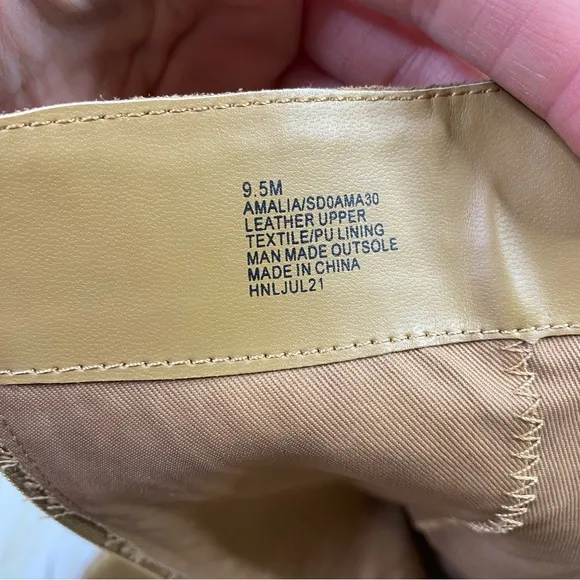 9.5M
AMALIA/SD0AMA30
LEATHER UPPER
TEXTILE/PU LINING
MAN MADE OUTSOLE
MADE IN CHINA
HNLJUL21